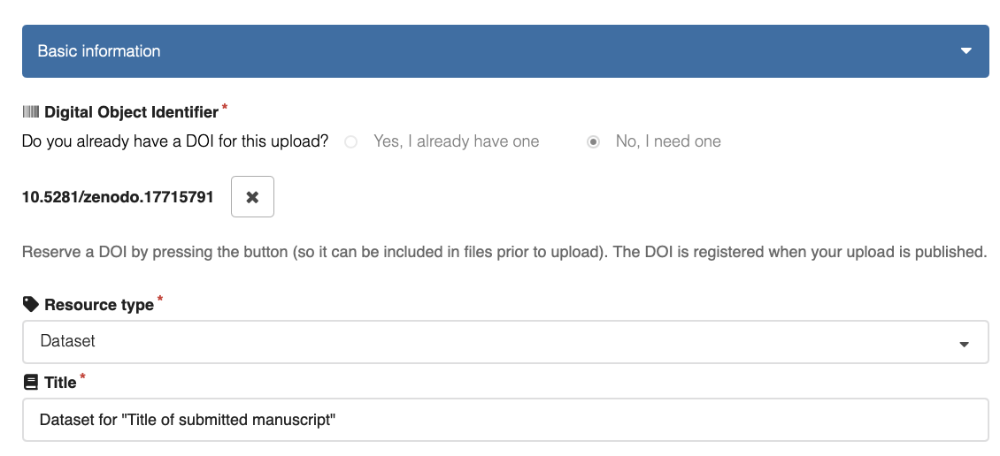 Basic information
Digital Object Identifier *
Do you already have a DOI for this upload? Yes, I already have one No, I need one
10.5281/zenodo.17715791
Reserve a DOI by pressing the button (so it can be included in files prior to upload). The DOI is registered when your upload is published.
Resource type *
Dataset
Title *
Dataset for "Title of submitted manuscript"